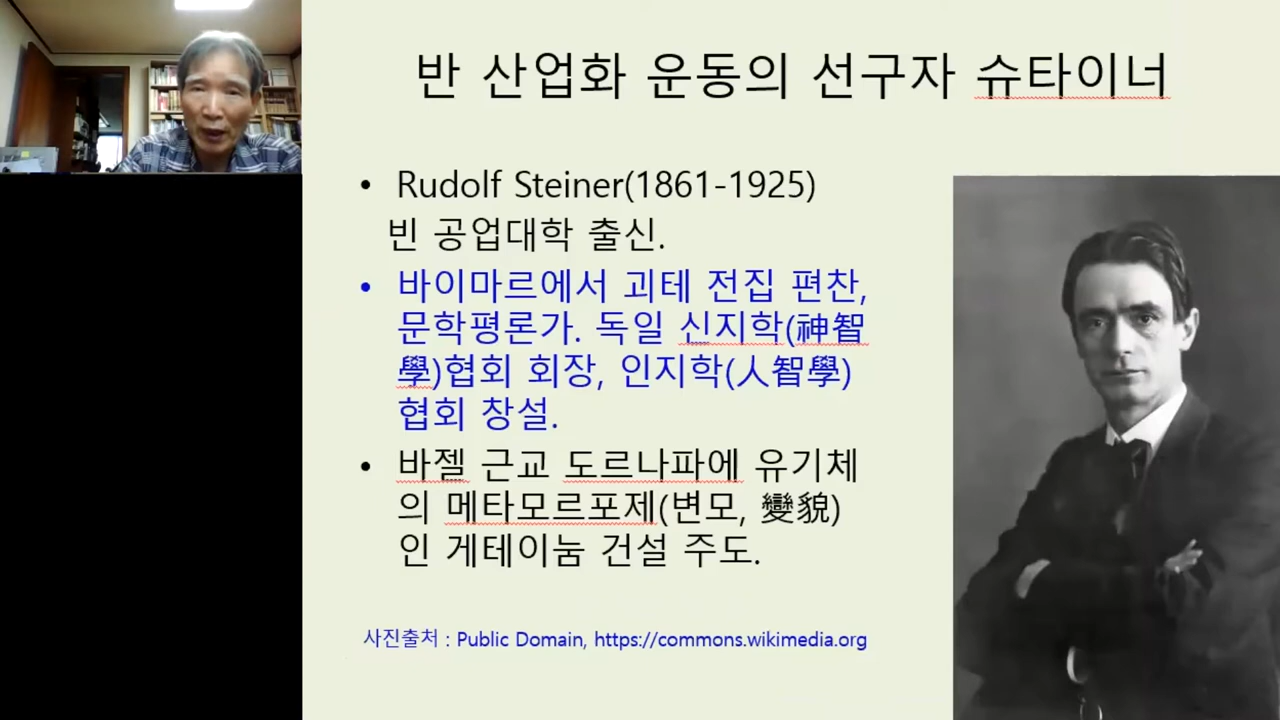 반 산업화 운동의 선구자 슈타이너
• Rudolf Steiner(1861-1925)
빈 공업대학 출신.
• 바이마르에서 괴테 전집 편찬,
문학평론가. 독일 신지학(神智
學)협회 회장, 인지학(人智學)
협회 창설.
• 바젤 근교 도르나파에 유기체
의 메타모르포제(변모, 變貌)
인 게테이눔 건설 주도.
사진출처 : Public Domain, https://commons.wikimedia.org